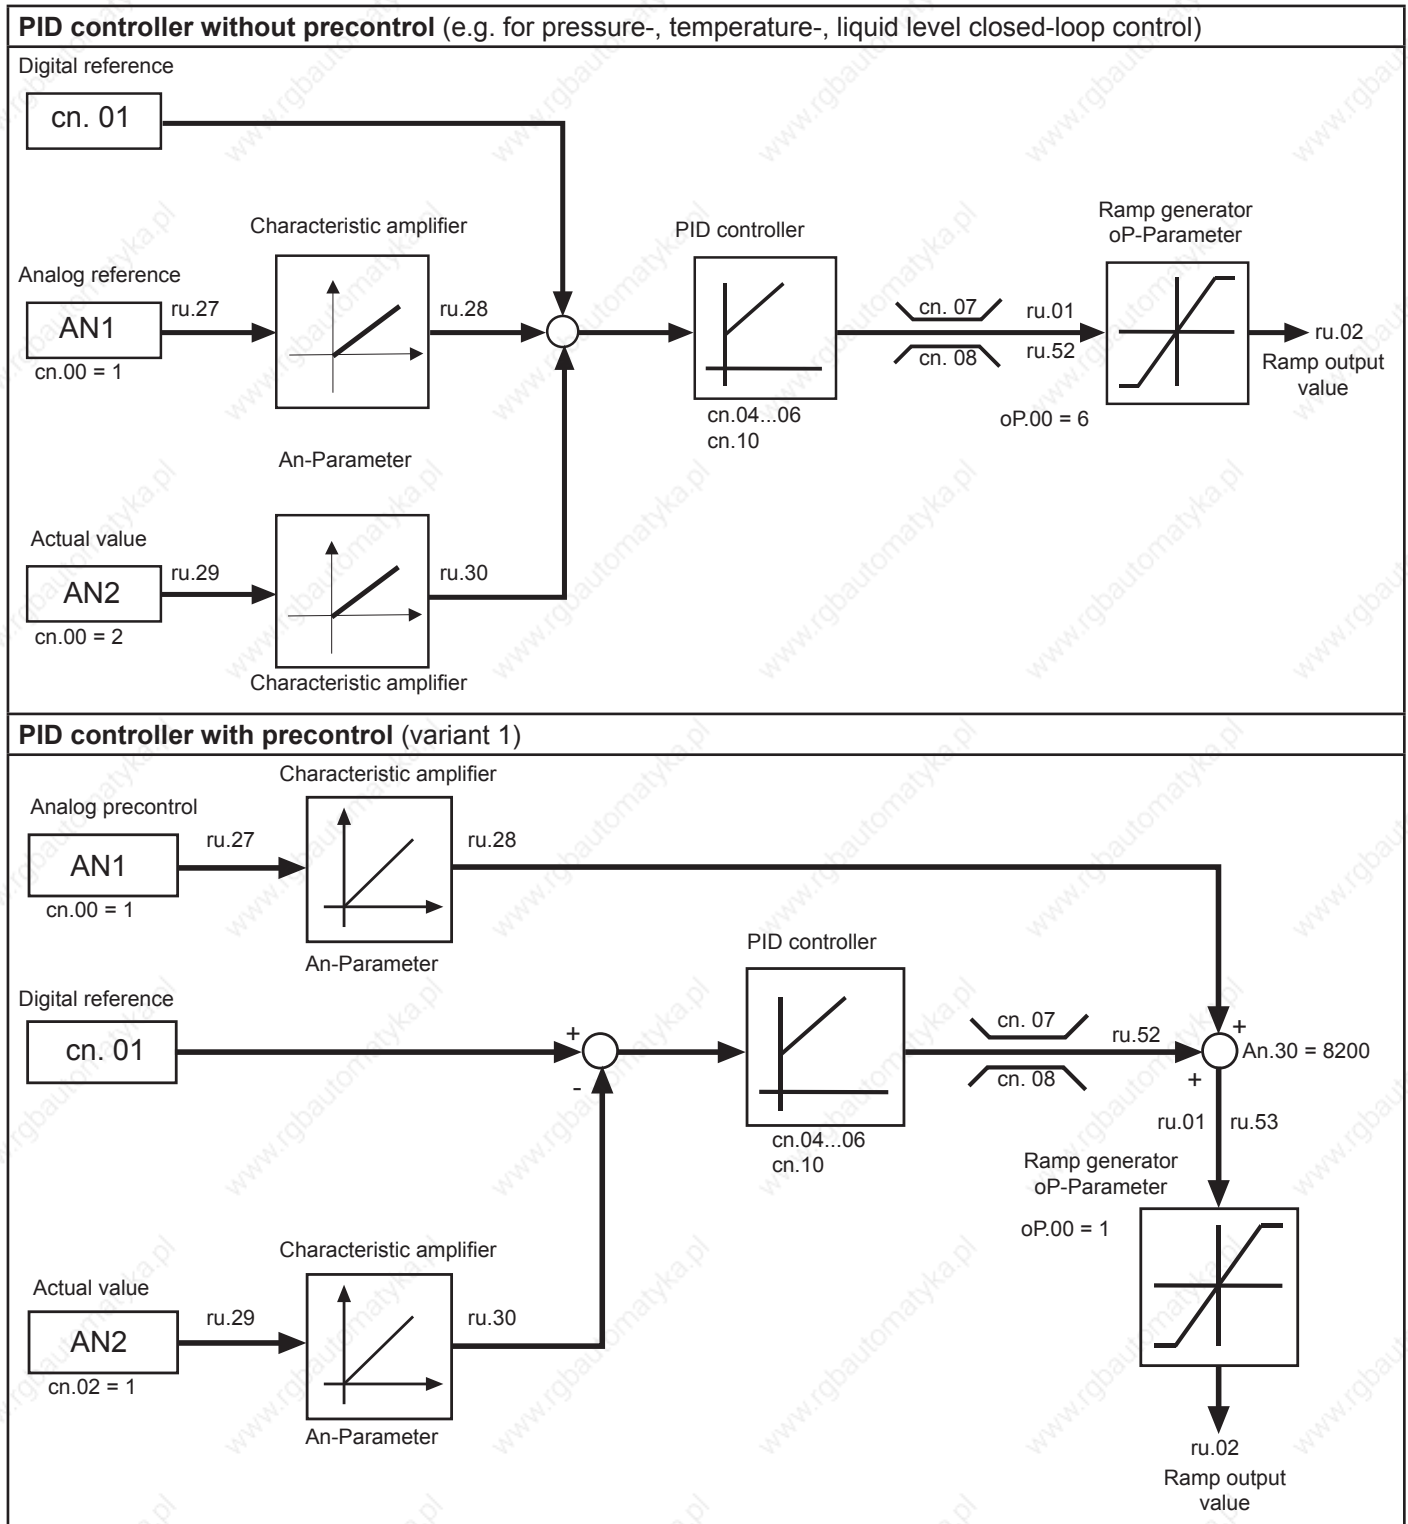 PID controller without precontrol (e.g. for pressure-, temperature-, liquid level closed-loop control)
Digital reference
cn. 01
Characteristic amplifier
PID controller
Ramp generator
oP-Parameter
Analog reference
AN1
cn.00 = 1
ru.27
ru.28
cn. 07
cn. 08
ru.01
ru.52
ru.02
Ramp output
value
cn.04...06
cn.10
oP.00 = 6
An-Parameter
Actual value
AN2
cn.00 = 2
ru.29
ru.30
Characteristic amplifier
PID controller with precontrol (variant 1)
Characteristic amplifier
Analog precontrol
AN1
cn.00 = 1
ru.27
ru.28
An-Parameter
PID controller
Digital reference
cn. 01
+
-
cn. 07
cn. 08
ru.52
+
+
An.30 = 8200
cn.04...06
cn.10
ru.01
ru.53
Ramp generator
oP-Parameter
oP.00 = 1
Characteristic amplifier
Actual value
AN2
cn.02 = 1
ru.29
ru.30
An-Parameter
ru.02
Ramp output
value
www.rgbautomatyka.pl